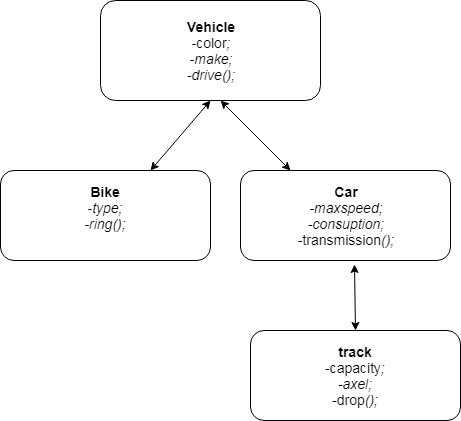 Vehicle
-color;
-make;
-drive();
Bike
-type;
-ring();
Car
-maxspeed;
-consuption;
-transmission();
track
-capacity;
-axel;
-drop();